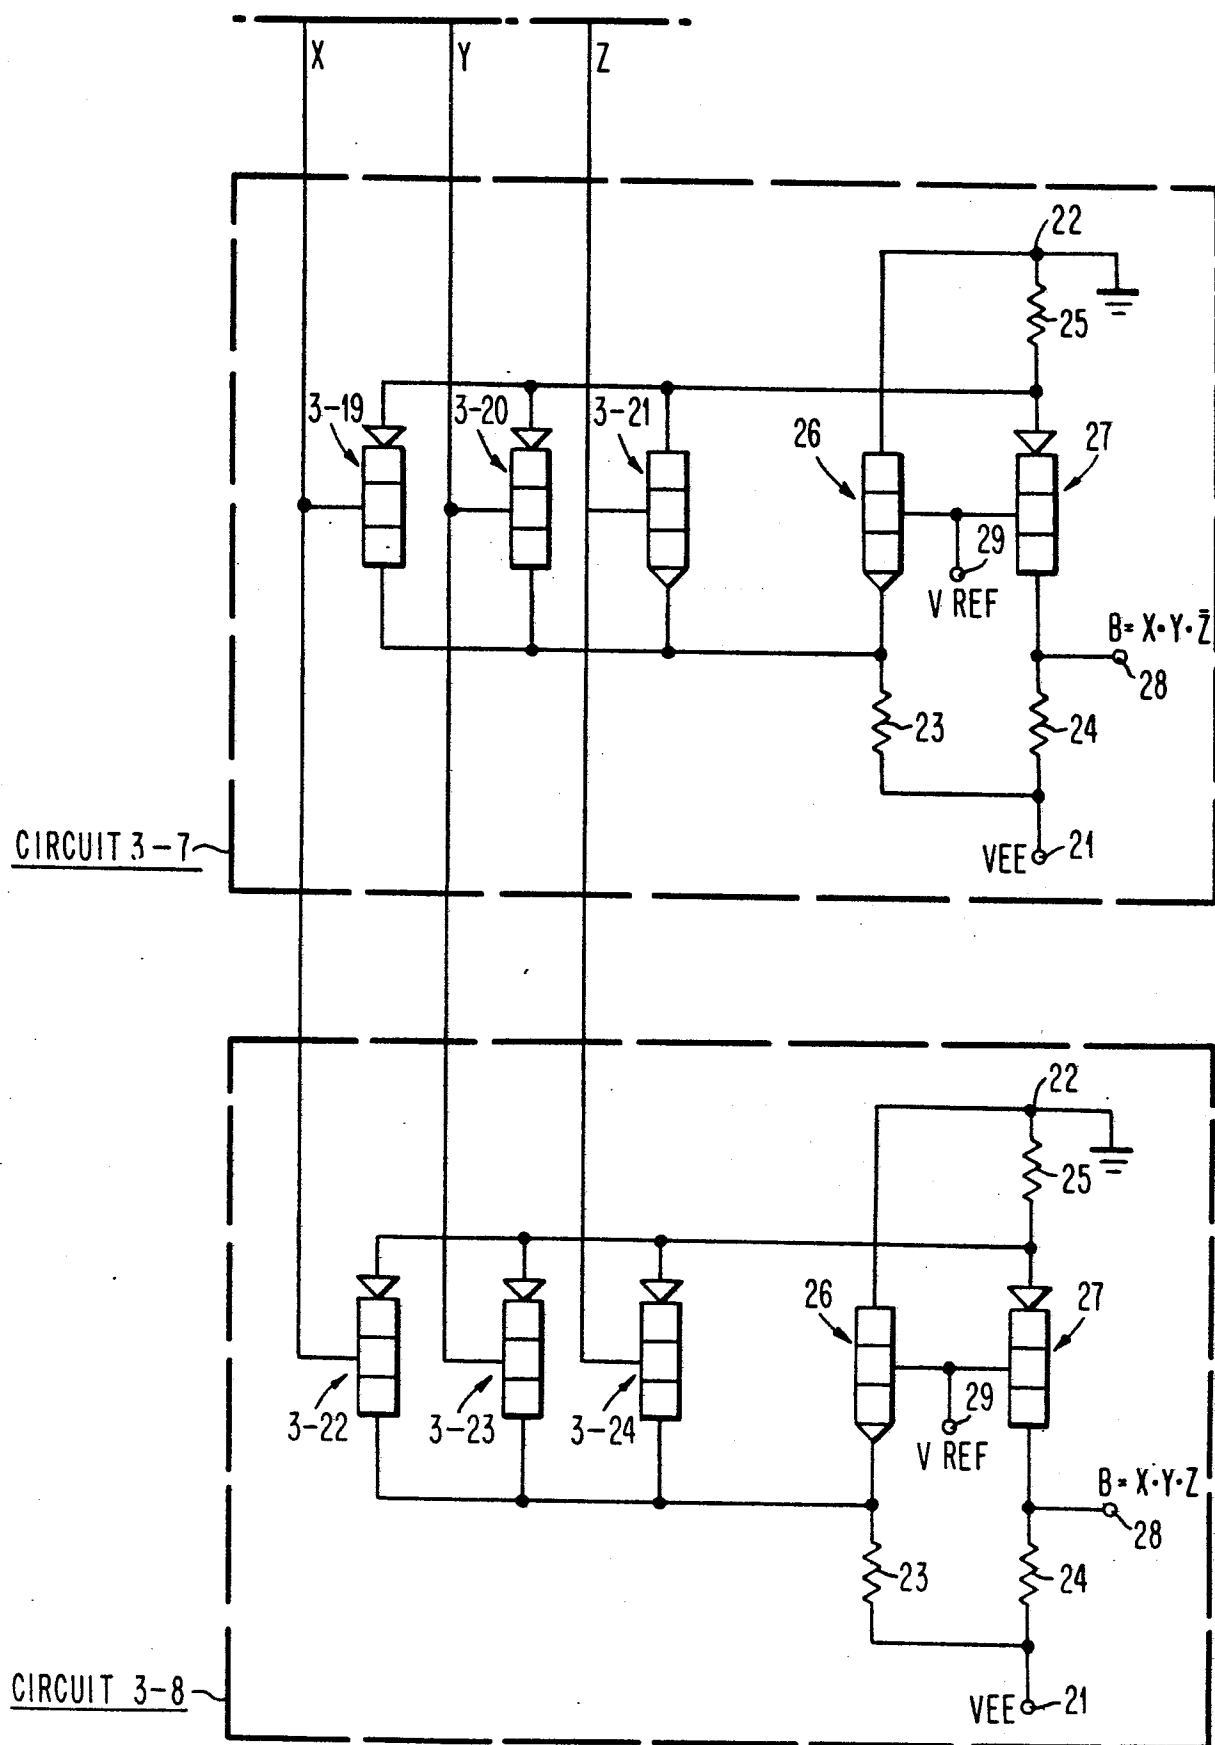 X Y Z
22
25
3-19 3-20 3-21
26 27
29
V REF
B= X·Y·Z̄
28
23 24
CIRCUIT 3-7
VEE 21
22
25
26 27
3-22 3-23 3-24
29
V REF
B= X·Y·Z
28
23 24
CIRCUIT 3-8
VEE 21